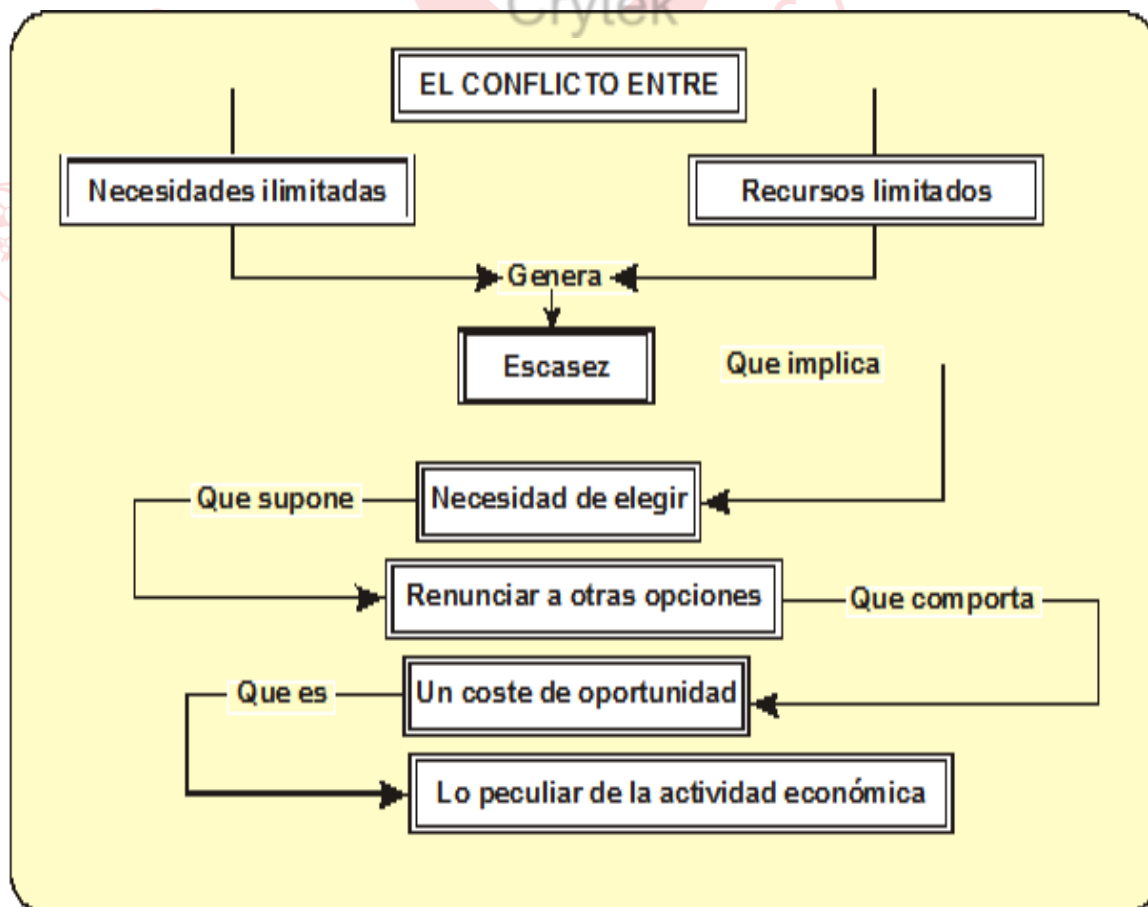 Crytek
EL CONFLICTO ENTRE
Necesidades ilimitadas
Recursos limitados
Genera
Escasez
Que implica
Que supone
Necesidad de elegir
Renunciar a otras opciones
Que comporta
Que es
Un coste de oportunidad
Lo peculiar de la actividad económica